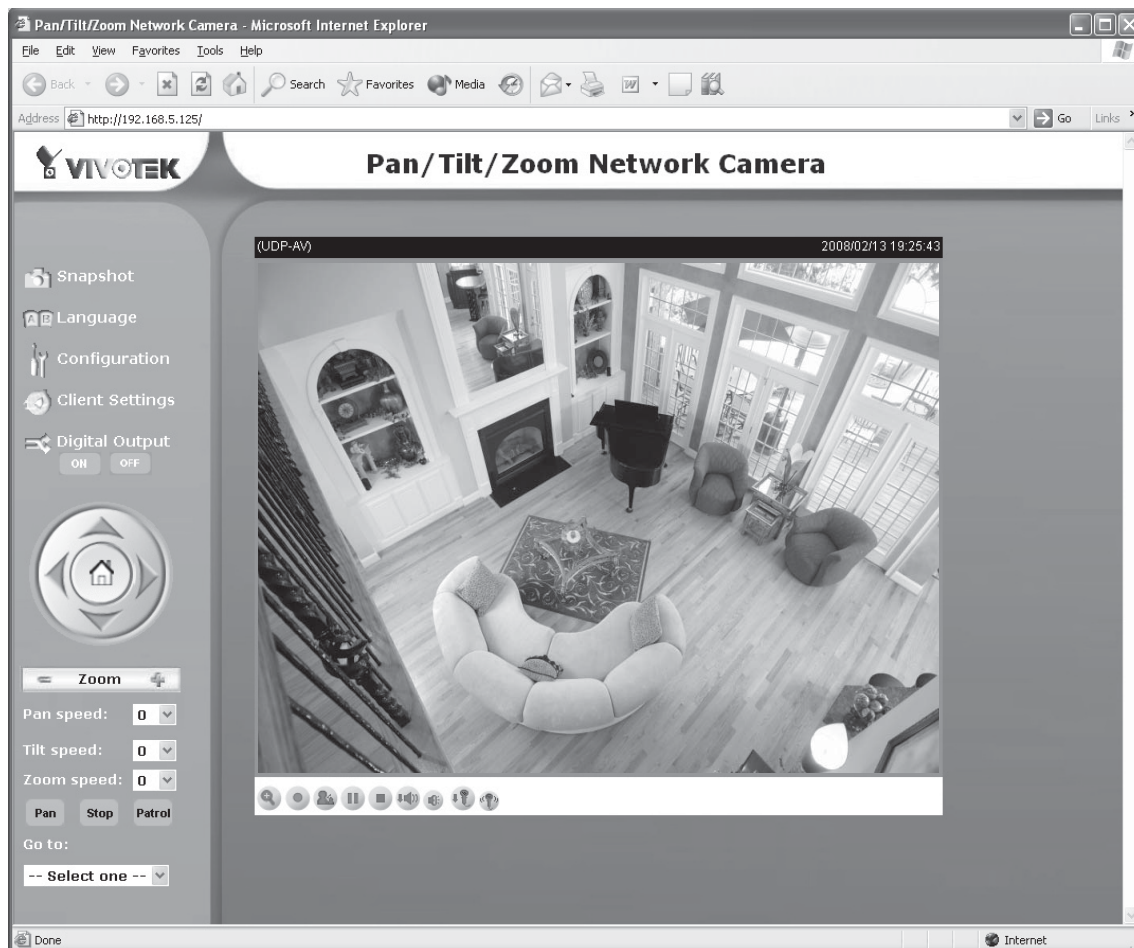 Pan/Tilt/Zoom Network Camera - Microsoft Internet Explorer
File Edit View Favorites Tools Help
Back Search Favorites Media
Address http://192.168.5.125/ Go Links
VIVOTEK
Pan/Tilt/Zoom Network Camera
(UDP-AV) 2008/02/13 19:25:43
Snapshot
Language
Configuration
Client Settings
Digital Output
ON OFF
Zoom
Pan speed: 0
Tilt speed: 0
Zoom speed: 0
Pan Stop Patrol
Go to:
-- Select one --
Done Internet